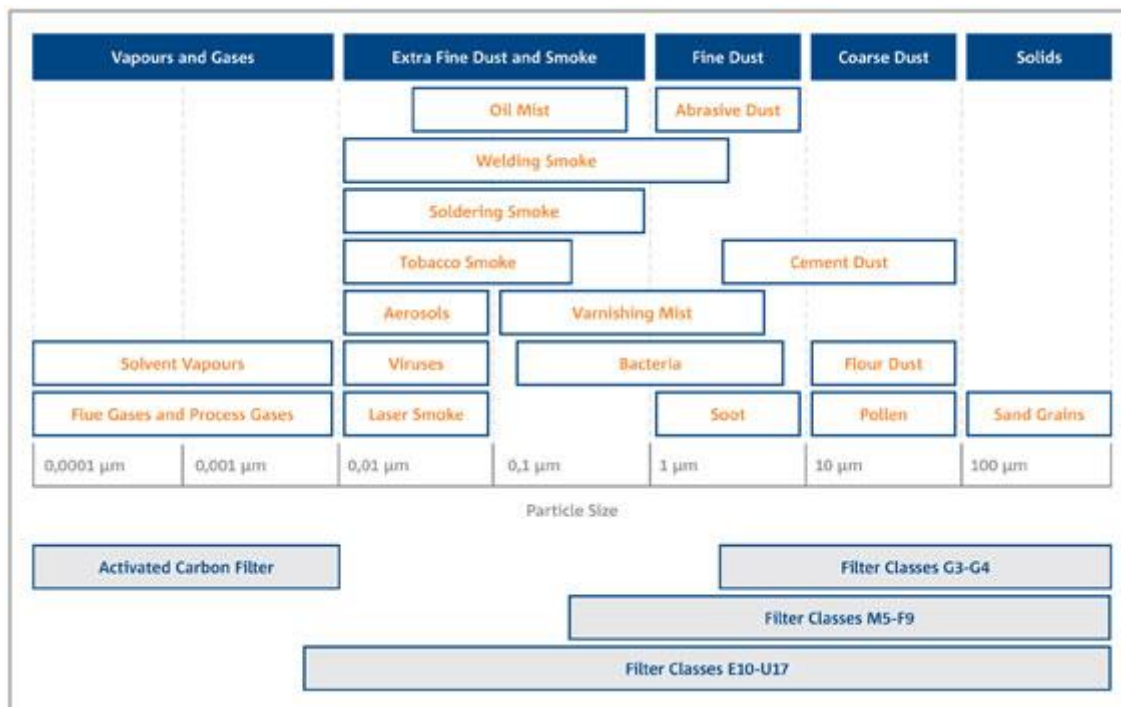 Vapours and Gases
Extra Fine Dust and Smoke
Fine Dust
Coarse Dust
Solids
Oil Mist
Abrasive Dust
Welding Smoke
Soldering Smoke
Tobacco Smoke
Cement Dust
Aerosols
Varnishing Mist
Solvent Vapours
Viruses
Bacteria
Flour Dust
Flue Gases and Process Gases
Laser Smoke
Soot
Pollen
Sand Grains
0,0001 μm
0,001 μm
0,01 μm
0,1 μm
1 μm
10 μm
100 μm
Particle Size
Activated Carbon Filter
Filter Classes G3-G4
Filter Classes M5-F9
Filter Classes E10-U17